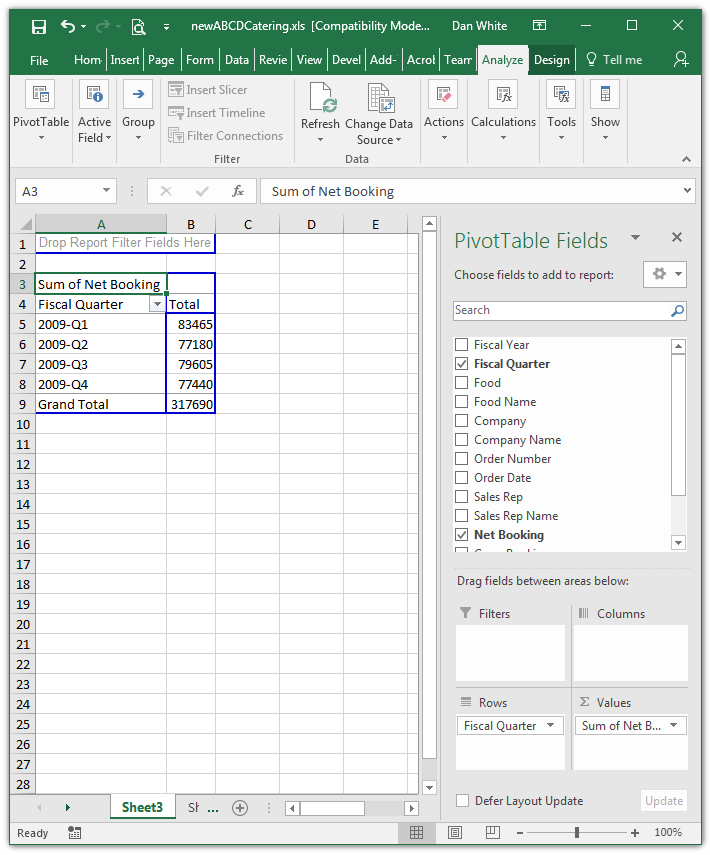 newABCDCatering.xls [Compatibility Mode... Dan White
File Hom Insert Page Form Data Revie View Devel Add- Acrol Tean Analyze Design Tell me
Insert Slicer
Insert Timeline
Filter Connections
PivotTable Active Field Group Refresh Change Data Source Actions Calculations Tools Show
Filter Data
A3 fx Sum of Net Booking
A B C D E
1 Drop Report Filter Fields Here
2
3 Sum of Net Booking
4 Fiscal Quarter Total
5 2009-Q1 83465
6 2009-Q2 77180
7 2009-Q3 79605
8 2009-Q4 77440
9 Grand Total 317690
10
11
12
13
14
15
16
17
18
19
20
21
22
23
24
25
26
27
28
PivotTable Fields
Choose fields to add to report:
Search
Fiscal Year
Fiscal Quarter
Food
Food Name
Company
Company Name
Order Number
Order Date
Sales Rep
Sales Rep Name
Net Booking
Drag fields between areas below:
Filters Columns
Rows Σ Values
Fiscal Quarter Sum of Net B...
Defer Layout Update Update
Sheet3 Sh ...
Ready 100%